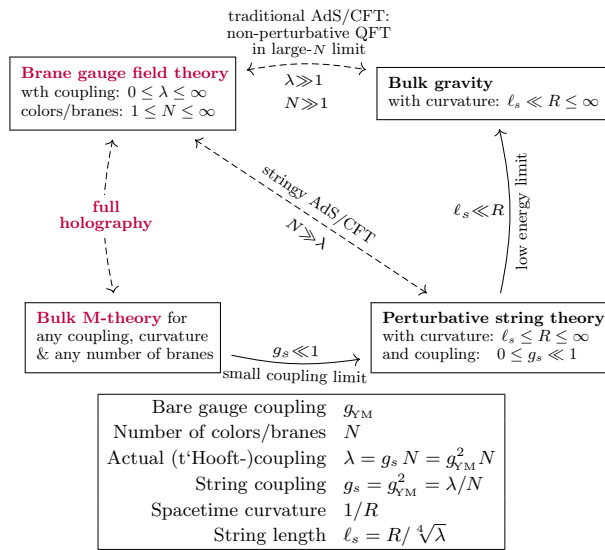 traditional AdS/CFT:
non-perturbative QFT
in large-N limit
Brane gauge field theory
wth coupling: 0 ≤ λ ≤ ∞
colors/branes: 1 ≤ N ≤ ∞
λ≫1
N≫1
Bulk gravity
with curvature: ℓₛ ≪ R ≤ ∞
full
holography
stringy AdS/CFT
N≫λ
ℓₛ≪R
low energy limit
Bulk M-theory for
any coupling, curvature
& any number of branes
gₛ≪1
small coupling limit
Perturbative string theory
with curvature: ℓₛ ≤ R ≤ ∞
and coupling: 0 ≤ gₛ ≪ 1
Bare gauge coupling g_YM
Number of colors/branes N
Actual (t‘Hooft-)coupling λ = gₛ N = g²_YM N
String coupling gₛ = g²_YM = λ/N
Spacetime curvature 1/R
String length ℓₛ = R/ ∜λ